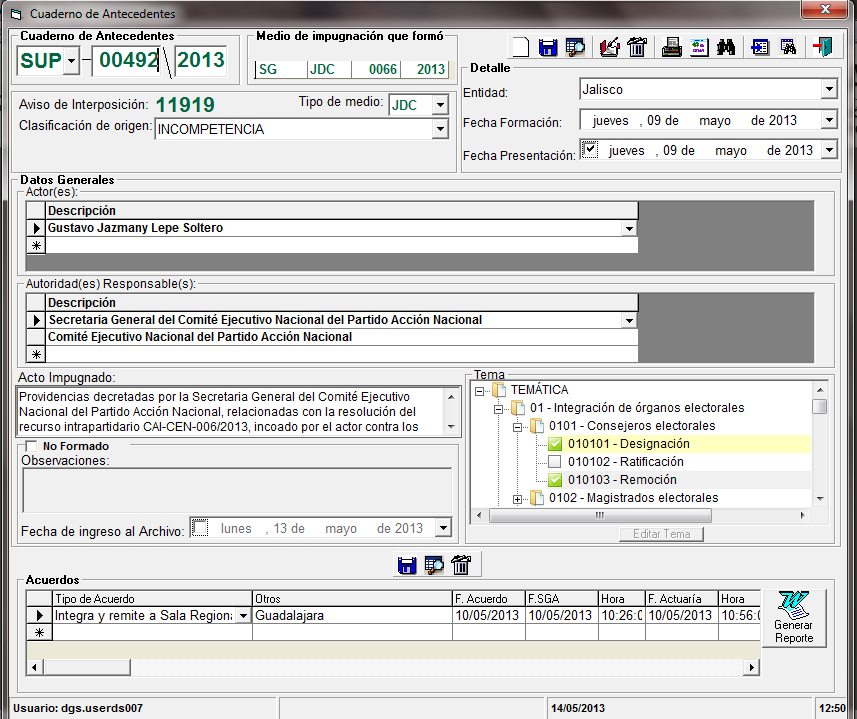 Cuaderno de Antecedentes
Cuaderno de Antecedentes
SUP - 00492 \ 2013
Medio de impugnación que formó
SG JDC 0066 2013
Detalle
Entidad: Jalisco
Fecha Formación: jueves , 09 de mayo de 2013
Fecha Presentación: jueves , 09 de mayo de 2013
Aviso de Interposición: 11919
Tipo de medio: JDC
Clasificación de origen: INCOMPETENCIA
Datos Generales
Actor(es):
Descripción
Gustavo Jazmany Lepe Soltero
Autoridad(es) Responsable(s):
Descripción
Secretaria General del Comité Ejecutivo Nacional del Partido Acción Nacional
Comité Ejecutivo Nacional del Partido Acción Nacional
Acto Impugnado:
Providencias decretadas por la Secretaria General del Comité Ejecutivo
Nacional del Partido Acción Nacional, relacionadas con la resolución del
recurso intrapartidario CAI-CEN-006/2013, incoado por el actor contra los
No Formado
Observaciones:
Fecha de ingreso al Archivo: lunes , 13 de mayo de 2013
Tema
TEMÁTICA
01 - Integración de órganos electorales
0101 - Consejeros electorales
010101 - Designación
010102 - Ratificación
010103 - Remoción
0102 - Magistrados electorales
Editar Tema
Acuerdos
Tipo de Acuerdo Otros F. Acuerdo F.SGA Hora F. Actuaría Hora
Integra y remite a Sala Regiona Guadalajara 10/05/2013 10/05/2013 10:26:0 10/05/2013 10:56:0
Generar
Reporte
Usuario: dgs.userds007 14/05/2013 12:50